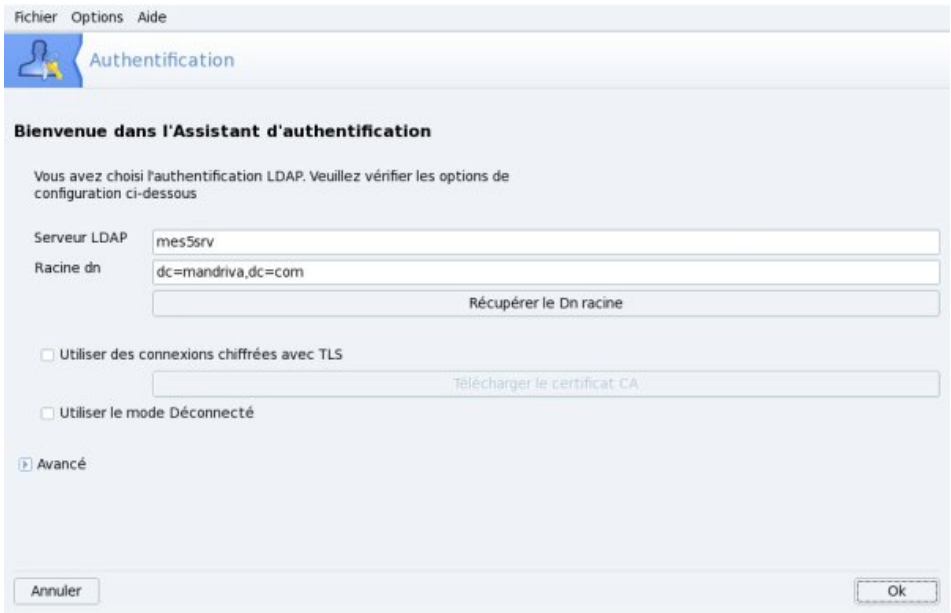 Fichier Options Aide
Authentification
Bienvenue dans l'Assistant d'authentification
Vous avez choisi l'authentification LDAP. Veuillez vérifier les options de
configuration ci-dessous
Serveur LDAP mes5srv
Racine dn dc=mandriva,dc=com
Récupérer le Dn racine
Utiliser des connexions chiffrées avec TLS
Télécharger le certificat CA
Utiliser le mode Déconnecté
Avancé
Annuler Ok